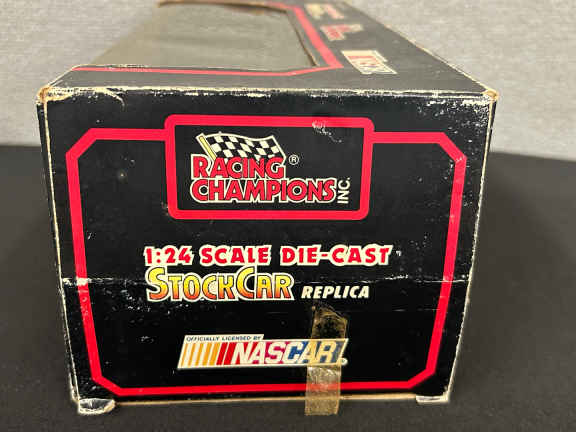 RACING ®
CHAMPIONS INC.
1:24 SCALE DIE-CAST
STOCKCAR REPLICA
OFFICIALLY LICENSED BY
NASCAR